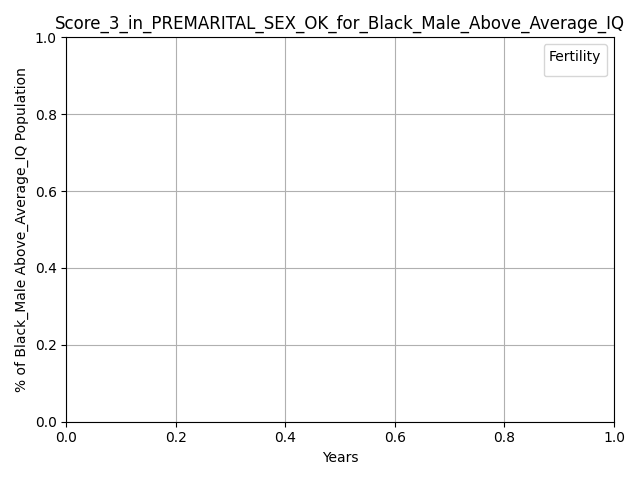 Score_3_in_PREMARITAL_SEX_OK_for_Black_Male_Above_Average_IQ
Fertility
% of Black_Male Above_Average_IQ Population
1.0
0.8
0.6
0.4
0.2
0.0
0.0 0.2 0.4 0.6 0.8 1.0
Years